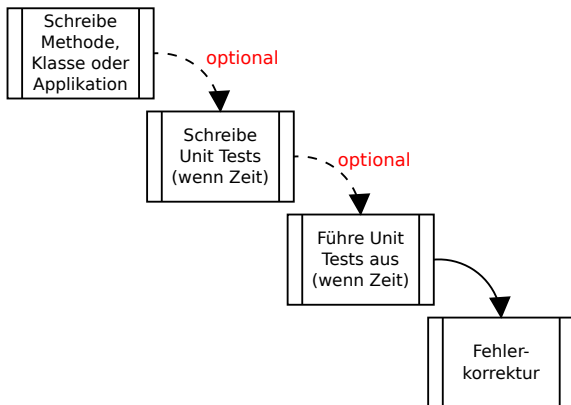 Schreibe
Methode,
Klasse oder
Applikation
optional
Schreibe
Unit Tests
(wenn Zeit)
optional
Führe Unit
Tests aus
(wenn Zeit)
Fehler-
korrektur